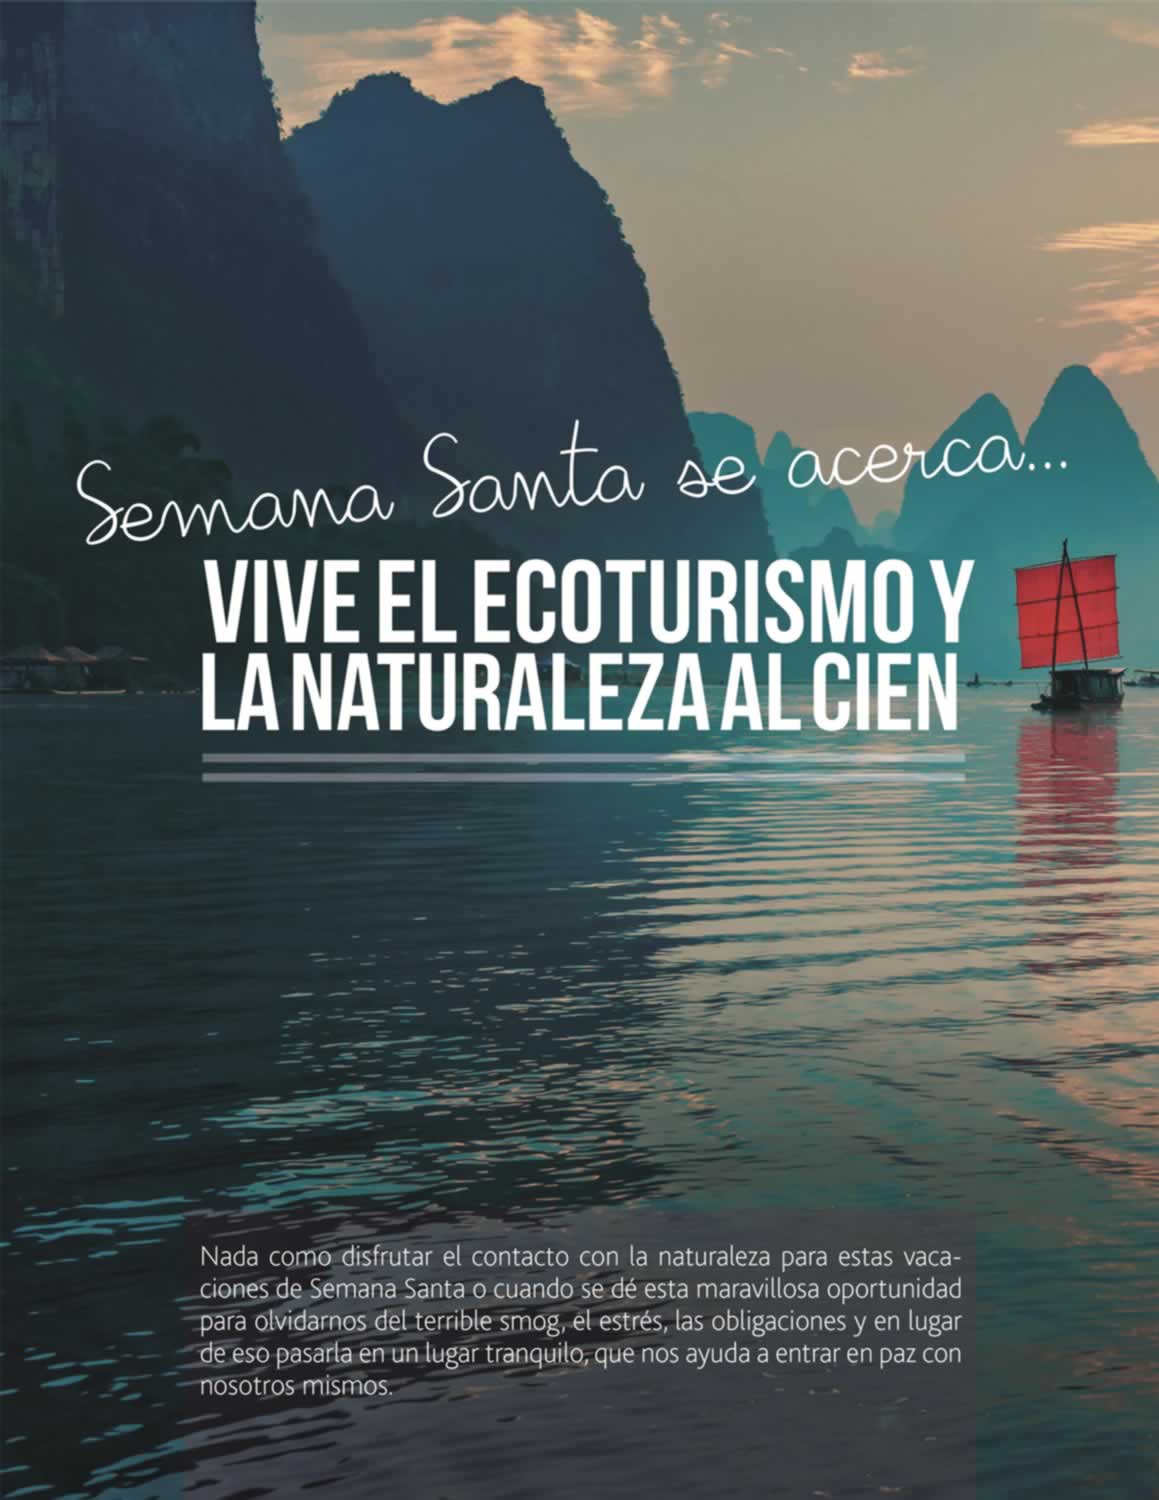 Semana Santa se acerca...
VIVE EL ECOTURISMO Y
LA NATURALEZA AL CIEN
Nada como disfrutar el contacto con la naturaleza para estas vaca-
ciones de Semana Santa o cuando se dé esta maravillosa oportunidad
para olvidarnos del terrible smog, el estrés, las obligaciones y en lugar
de eso pasarla en un lugar tranquilo, que nos ayuda a entrar en paz con
nosotros mismos.